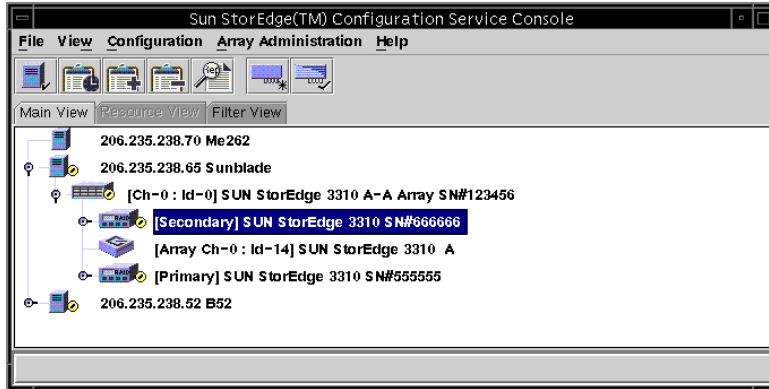 Sun StorEdge(TM) Configuration Service Console
File View Configuration Array Administration Help
Main View Resource View Filter View
206.235.238.70 Me262
206.235.238.65 Sunblade
[Ch-0 : Id-0] SUN StorEdge 3310 A-A Array SN#123456
RAID [Secondary] SUN StorEdge 3310 SN#666666
[Array Ch-0 : Id-14] SUN StorEdge 3310 A
RAID [Primary] SUN StorEdge 3310 SN#555555
206.235.238.52 B52